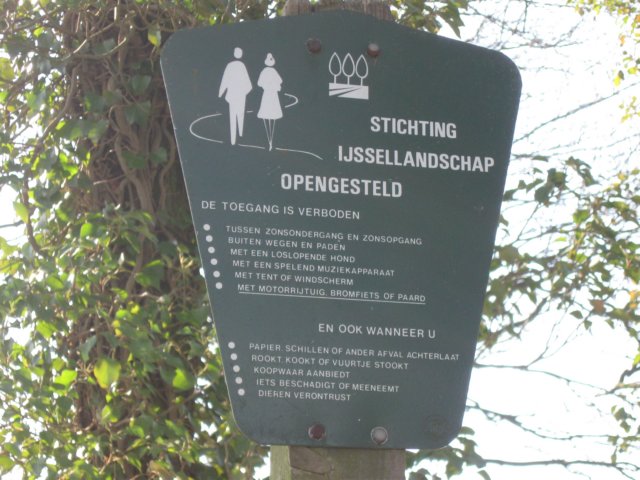 STICHTING
IJSSELLANDSCHAP
OPENGESTELD
DE TOEGANG IS VERBODEN
TUSSEN ZONSONDERGANG EN ZONSOPGANG
BUITEN WEGEN EN PADEN
MET EEN LOSLOPENDE HOND
MET EEN SPELEND MUZIEKAPPARAAT
MET TENT OF WINDSCHERM
MET MOTORRIJTUIG, BROMFIETS OF PAARD
EN OOK WANNEER U
PAPIER, SCHILLEN OF ANDER AFVAL ACHTERLAAT
ROOKT, KOOKT OF VUURTJE STOOKT
KOOPWAAR AANBIEDT
IETS BESCHADIGT OF MEENEEMT
DIEREN VERONTRUST